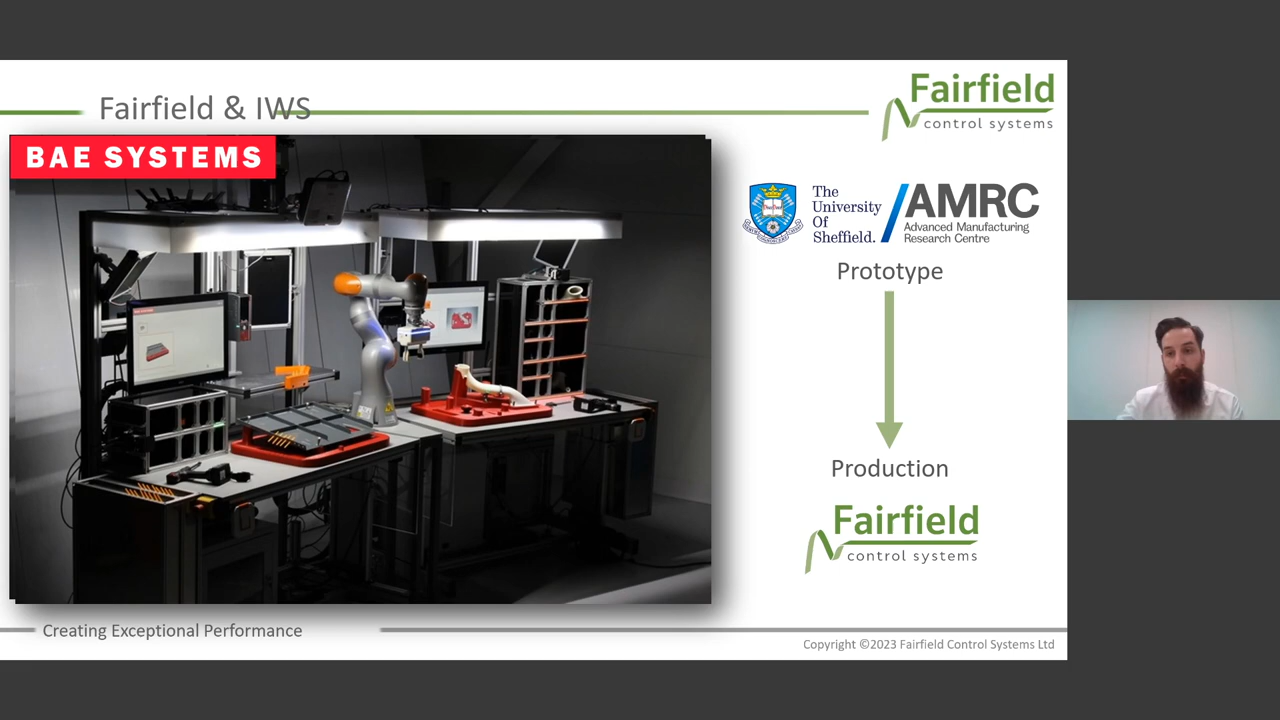 Fairfield & IWS
Fairfield
control systems
BAE SYSTEMS
The
University
Of
Sheffield.
AMRC
Advanced Manufacturing
Research Centre
Prototype
Production
Fairfield
control systems
Creating Exceptional Performance
Copyright ©2023 Fairfield Control Systems Ltd